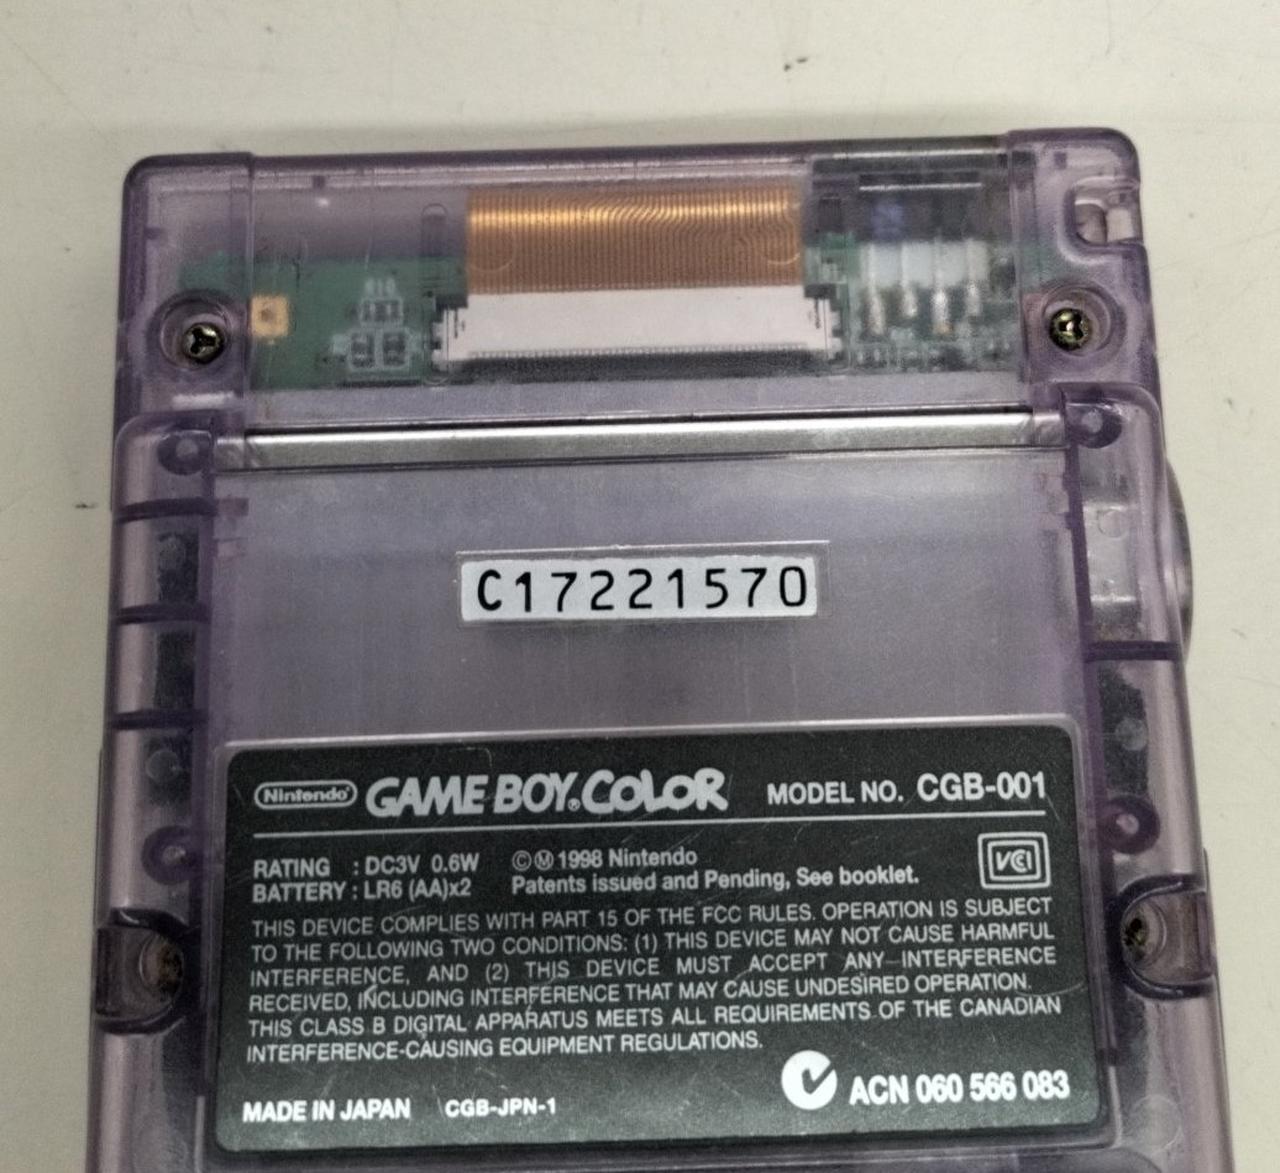 C17221570
Nintendo GAME BOY COLOR MODEL NO. CGB-001
RATING : DC3V 0.6W ©Ⓜ1998 Nintendo
BATTERY : LR6 (AA)x2 Patents issued and Pending, See booklet.
VCI
THIS DEVICE COMPLIES WITH PART 15 OF THE FCC RULES. OPERATION IS SUBJECT
TO THE FOLLOWING TWO CONDITIONS: (1) THIS DEVICE MAY NOT CAUSE HARMFUL
INTERFERENCE, AND (2) THIS DEVICE MUST ACCEPT ANY INTERFERENCE
RECEIVED, INCLUDING INTERFERENCE THAT MAY CAUSE UNDESIRED OPERATION.
THIS CLASS B DIGITAL APPARATUS MEETS ALL REQUIREMENTS OF THE CANADIAN
INTERFERENCE-CAUSING EQUIPMENT REGULATIONS.
ACN 060 566 083
MADE IN JAPAN CGB-JPN-1